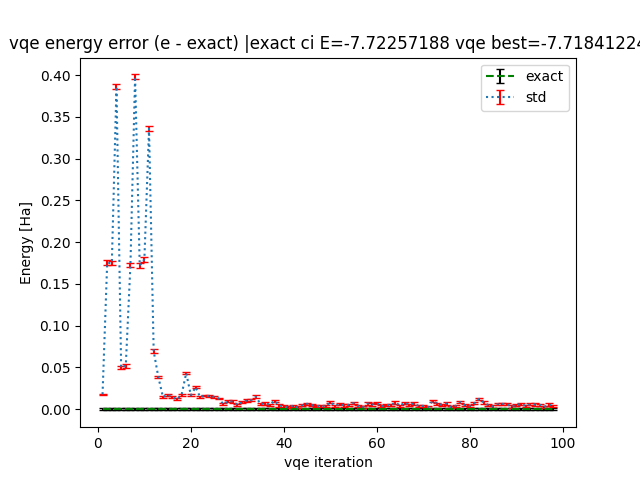 vqe energy error (e - exact) |exact ci E=-7.72257188 vqe best=-7.71841224
exact
std
0.40
0.35
0.30
0.25
0.20
0.15
0.10
0.05
0.00
Energy [Ha]
0 20 40 60 80 100
vqe iteration